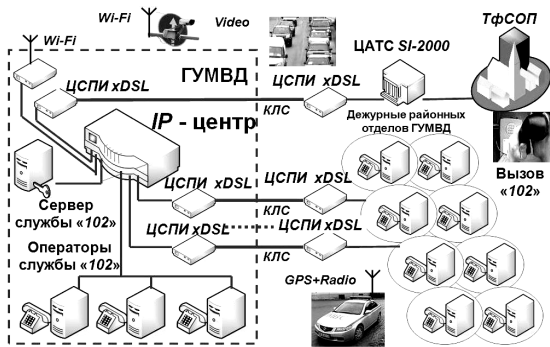 Wi-Fi
Video
ТфСОП
Wi-Fi
ЦАТС SI-2000
ЦСПИ xDSL
ГУМВД
ЦСПИ xDSL
КЛС
IP - центр
Дежурные районных
отделов ГУМВД
Вызов
«102»
ЦСПИ xDSL
ЦСПИ xDSL
КЛС
Сервер
службы «102»
ЦСПИ xDSL
ЦСПИ xDSL
КЛС
Операторы
службы «102»
GPS+Radio